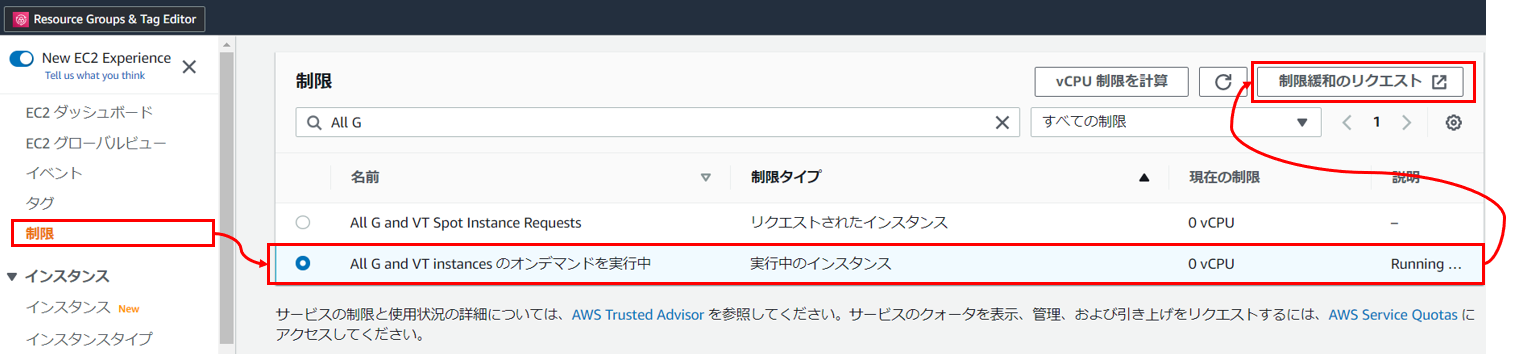 Resource Groups & Tag Editor
New EC2 Experience
Tell us what you think
EC2 ダッシュボード
EC2 グローバルビュー
イベント
タグ
制限
インスタンス
インスタンス New
インスタンスタイプ
制限
vCPU 制限を計算
制限緩和のリクエスト
All G
すべての制限
1
名前 制限タイプ 現在の制限 説明
All G and VT Spot Instance Requests リクエストされたインスタンス 0 vCPU –
All G and VT instances のオンデマンドを実行中 実行中のインスタンス 0 vCPU Running ...
サービスの制限と使用状況の詳細については、AWS Trusted Advisor を参照してください。サービスのクォータを表示、管理、および引き上げをリクエストするには、AWS Service Quotas に
アクセスしてください。